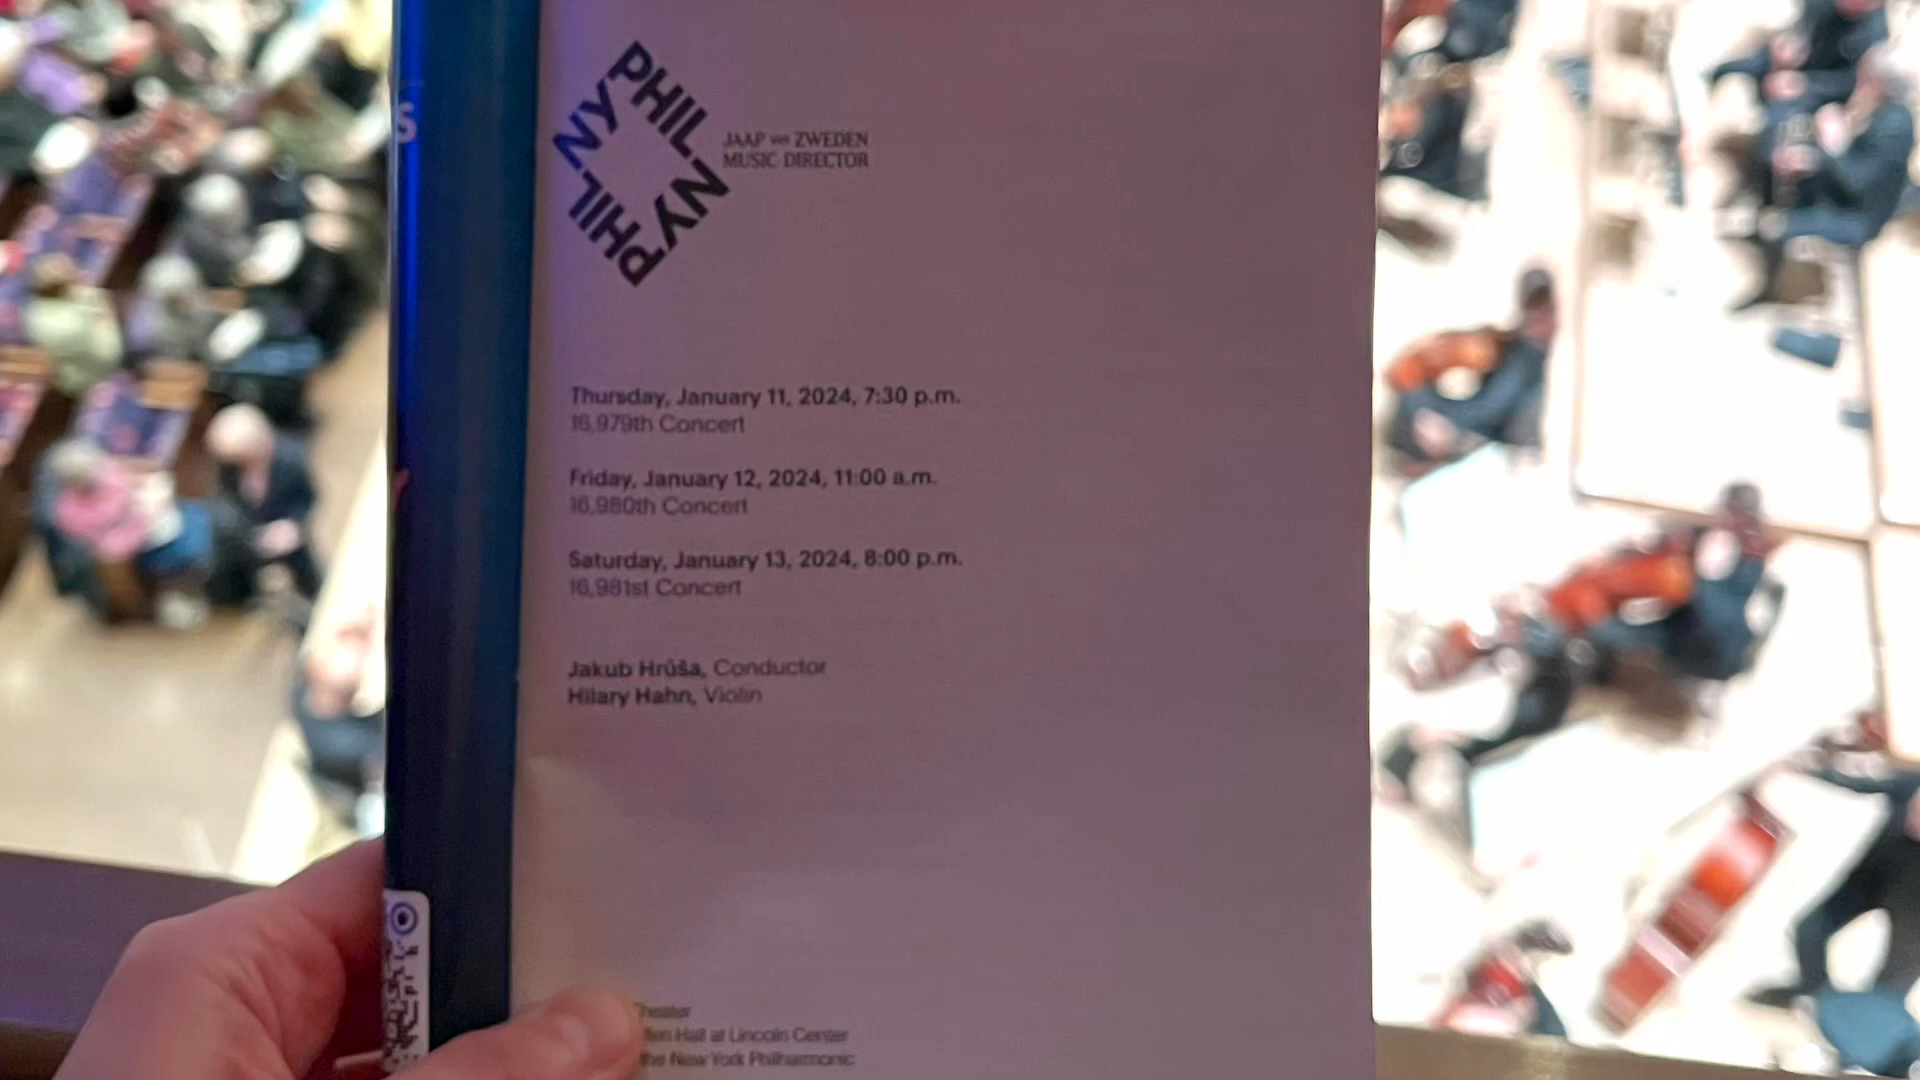 NY PHIL NY PHIL
JAAP van ZWEDEN
MUSIC DIRECTOR
Thursday, January 11, 2024, 7:30 p.m.
16,979th Concert
Friday, January 12, 2024, 11:00 a.m.
16,980th Concert
Saturday, January 13, 2024, 8:00 p.m.
16,981st Concert
Jakub Hrůša, Conductor
Hilary Hahn, Violin
Theater
Hall at Lincoln Center
the New York Philharmonic
S